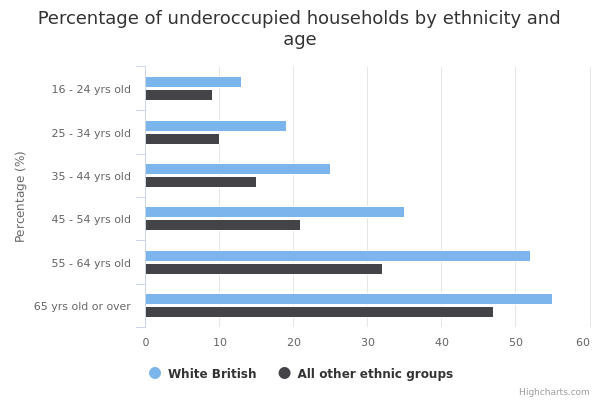 Percentage of underoccupied households by ethnicity and
age
Percentage (%)
16 - 24 yrs old
25 - 34 yrs old
35 - 44 yrs old
45 - 54 yrs old
55 - 64 yrs old
65 yrs old or over
0 10 20 30 40 50 60
White British All other ethnic groups
Highcharts.com